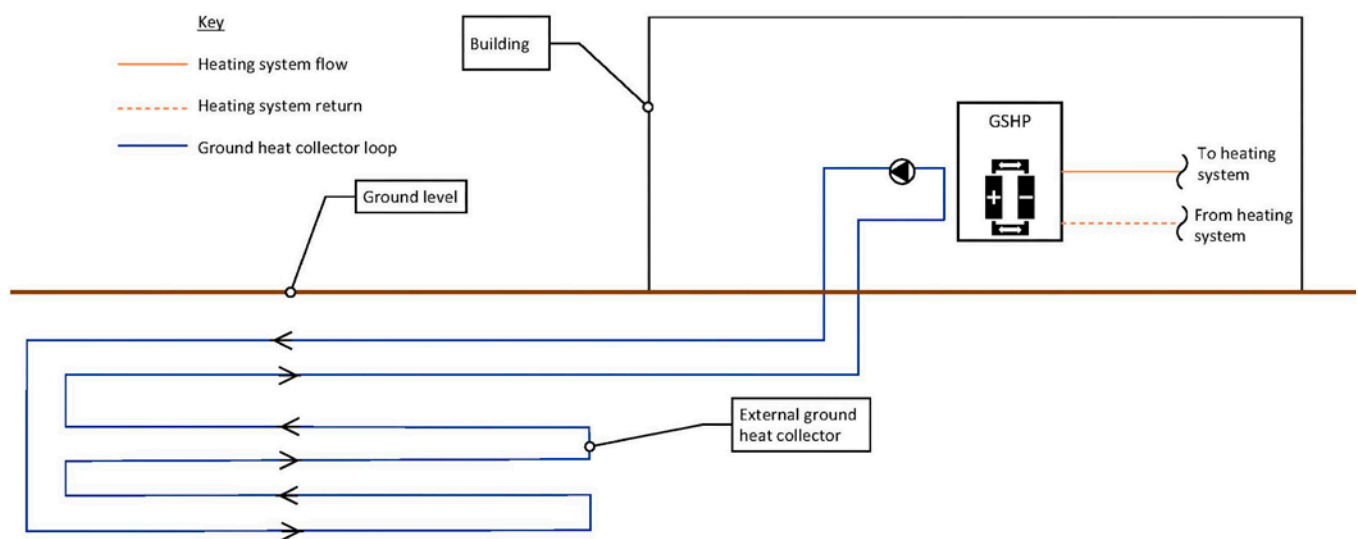 Key
Heating system flow
Heating system return
Ground heat collector loop
Building
Ground level
GSHP
+ −
To heating
system
From heating
system
External ground
heat collector